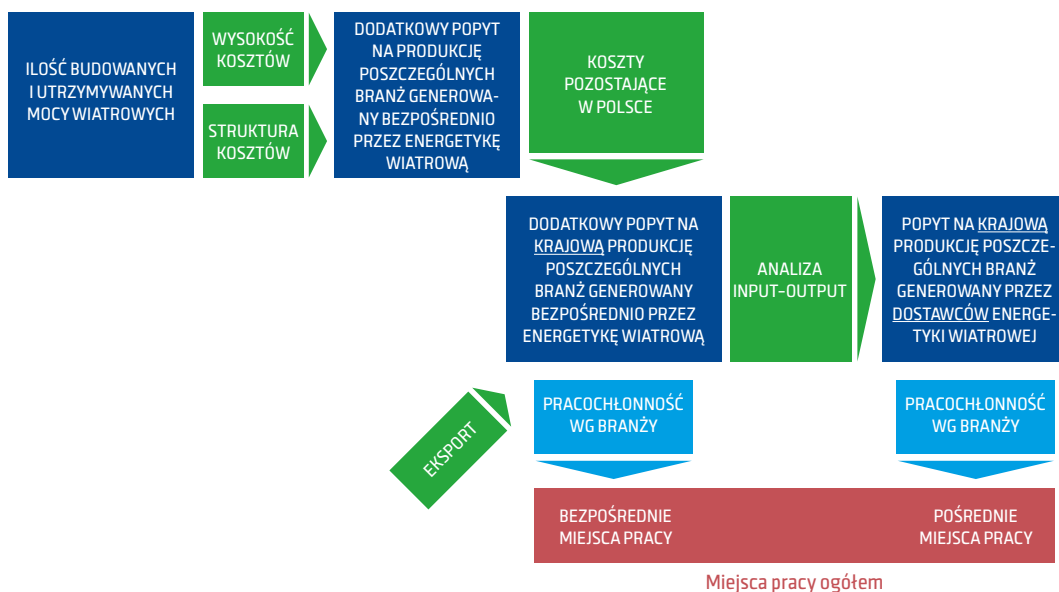 ILOŚĆ BUDOWANYCH
I UTRZYMYWANYCH
MOCY WIATROWYCH
WYSOKOŚĆ
KOSZTÓW
STRUKTURA
KOSZTÓW
DODATKOWY POPYT
NA PRODUKCJĘ
POSZCZEGÓLNYCH
BRANŻ GENEROWA-
NY BEZPOŚREDNIO
PRZEZ ENERGETYKĘ
WIATROWĄ
KOSZTY
POZOSTAJĄCE
W POLSCE
DODATKOWY POPYT NA
KRAJOWĄ PRODUKCJĘ
POSZCZEGÓLNYCH
BRANŻ GENEROWANY
BEZPOŚREDNIO PRZEZ
ENERGETYKĘ WIATROWĄ
ANALIZA
INPUT-OUTPUT
POPYT NA KRAJOWĄ
PRODUKCJĘ POSZCZE-
GÓLNYCH BRANŻ
GENEROWANY PRZEZ
DOSTAWCÓW ENERGE-
TYKI WIATROWEJ
EKSPORT
PRACOCHŁONNOŚĆ
WG BRANŻY
PRACOCHŁONNOŚĆ
WG BRANŻY
BEZPOŚREDNIE
MIEJSCA PRACY
POŚREDNIE
MIEJSCA PRACY
Miejsca pracy ogółem